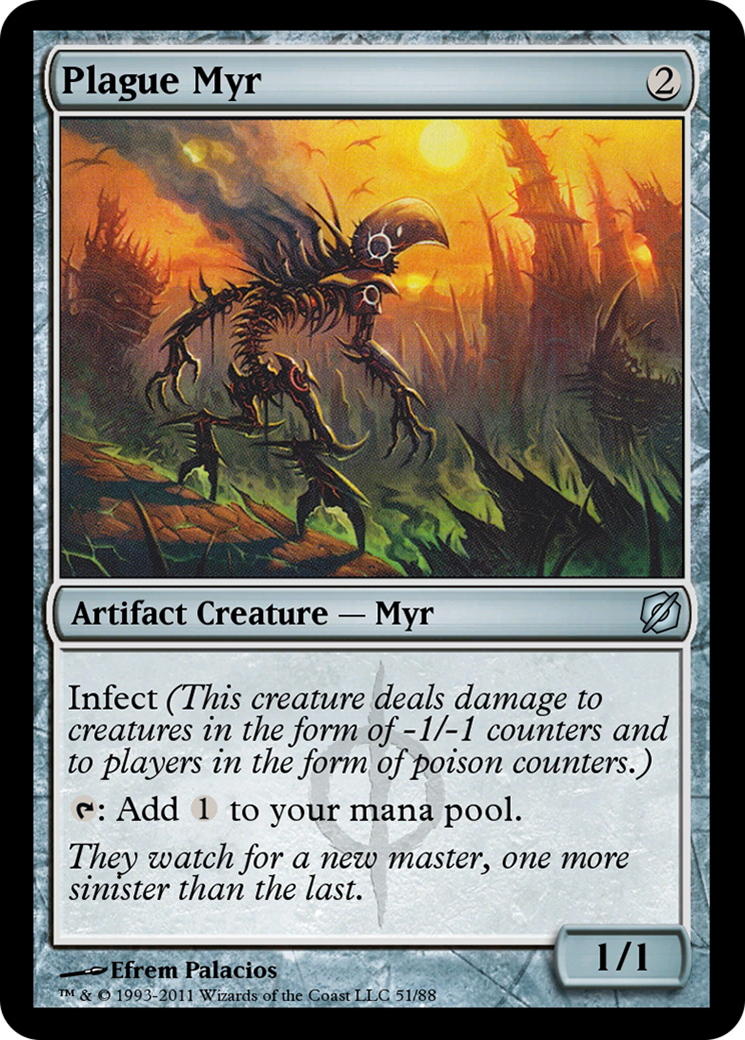 Plague Myr 2
Artifact Creature — Myr
Infect (This creature deals damage to
creatures in the form of -1/-1 counters and
to players in the form of poison counters.)
: Add 1 to your mana pool.
They watch for a new master, one more
sinister than the last.
1/1
Efrem Palacios
™ & © 1993-2011 Wizards of the Coast LLC 51/88